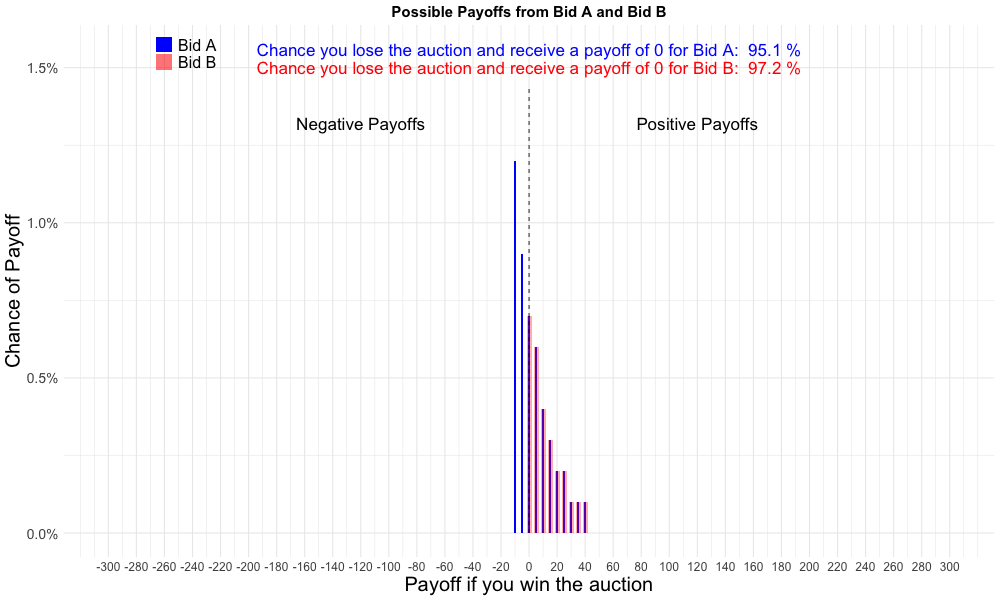 Possible Payoffs from Bid A and Bid B
Bid A
Bid B
Chance you lose the auction and receive a payoff of 0 for Bid A:  95.1 %
Chance you lose the auction and receive a payoff of 0 for Bid B:  97.2 %
Negative Payoffs
Positive Payoffs
Chance of Payoff
1.5%
1.0%
0.5%
0.0%
-300 -280 -260 -240 -220 -200 -180 -160 -140 -120 -100 -80 -60 -40 -20 0 20 40 60 80 100 120 140 160 180 200 220 240 260 280 300
Payoff if you win the auction